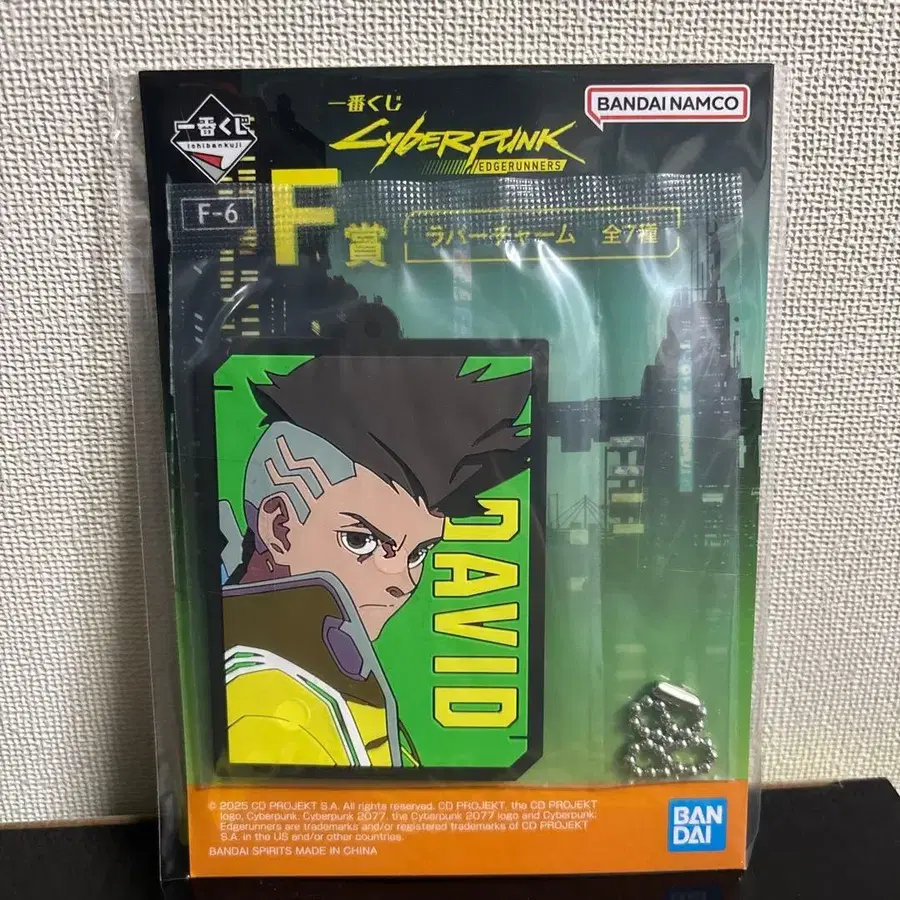 一番くじ
ichibankuji
一番くじ
CYBERPUNK
EDGERUNNERS
BANDAI NAMCO
F-6
F賞
ラバーチャーム 全7種
DAVID
© 2025 CD PROJEKT S.A. All rights reserved. CD PROJEKT, the CD PROJEKT
logo, Cyberpunk, Cyberpunk 2077, the Cyberpunk 2077 logo and Cyberpunk:
Edgerunners are trademarks and/or registered trademarks of CD PROJEKT
S.A. in the US and/or other countries.
BANDAI SPIRITS MADE IN CHINA
BAN
DAI